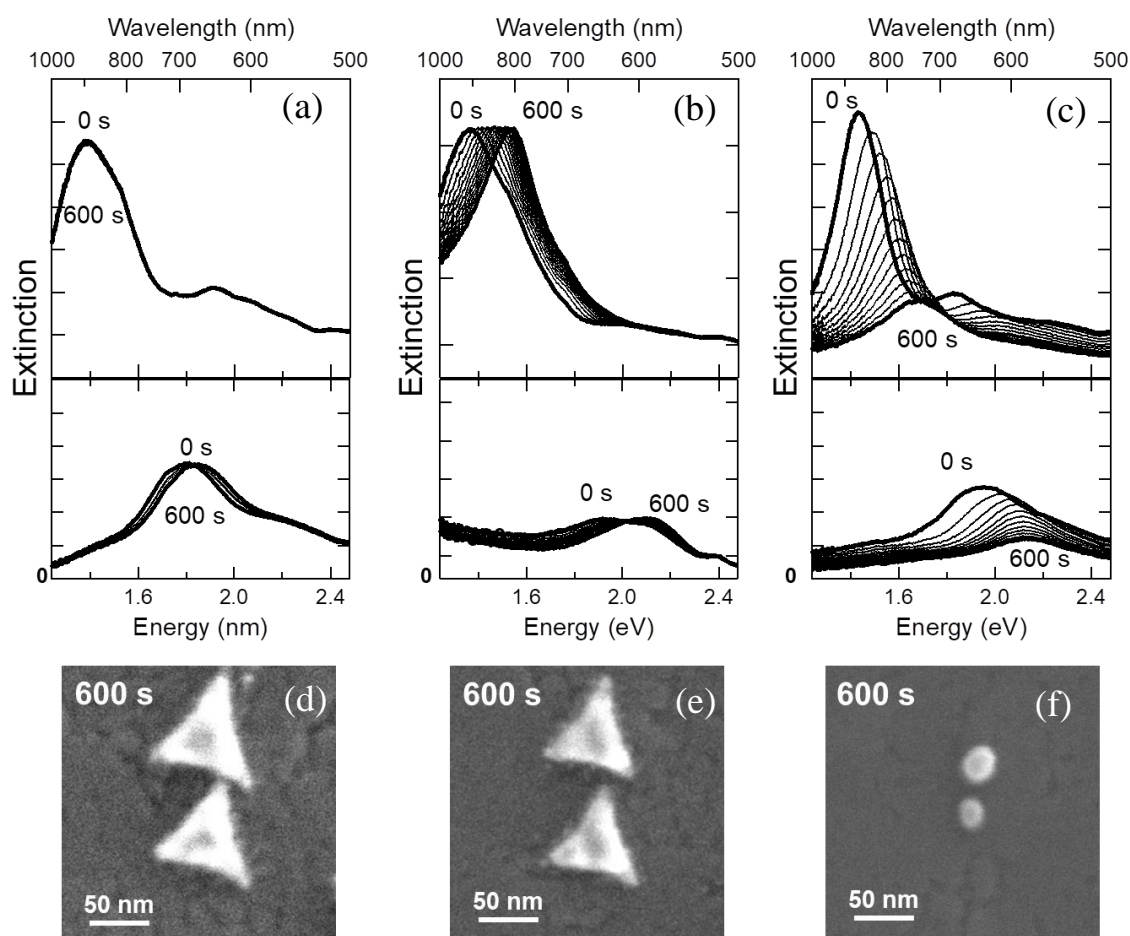 Wavelength (nm)
1000 800 700 600 500
(a)
0 s
600 s
Extinction
0 s
600 s
0
1.6 2.0 2.4
Energy (nm)
Wavelength (nm)
1000 800 700 600 500
(b)
0 s 600 s
Extinction
0 s 600 s
1.6 2.0 2.4
Energy (eV)
Wavelength (nm)
1000 800 700 600 500
(c)
0 s
600 s
Extinction
0 s
600 s
0
1.6 2.0 2.4
Energy (eV)
600 s (d)
50 nm
600 s (e)
50 nm
600 s (f)
50 nm